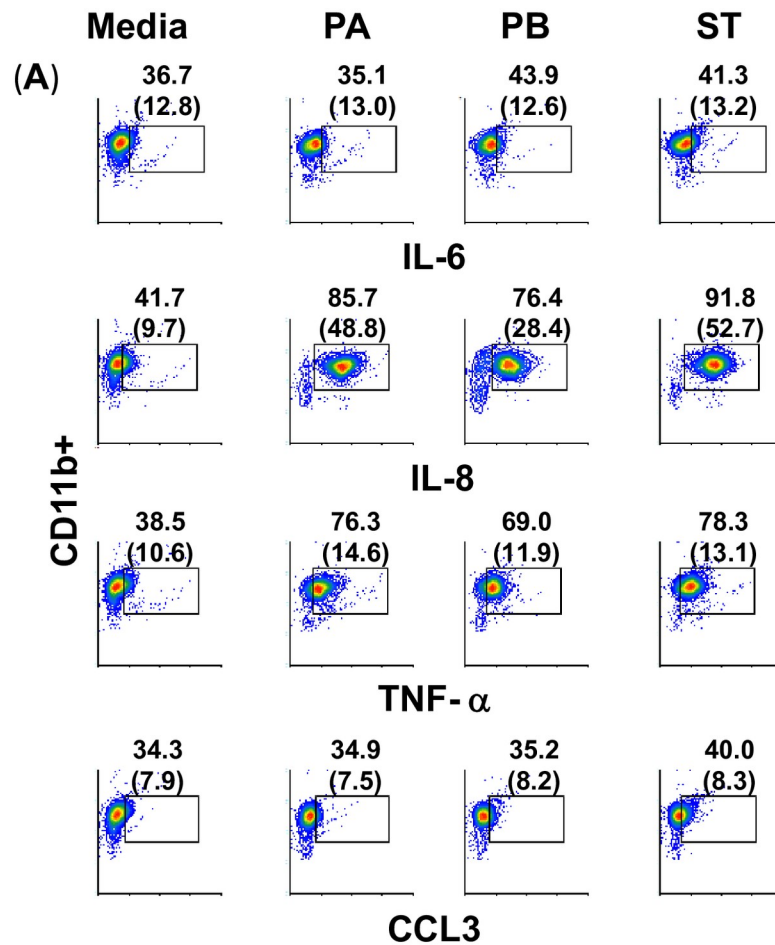 Media PA PB ST
(A) 36.7 35.1 43.9 41.3
(12.8) (13.0) (12.6) (13.2)
IL-6
41.7 85.7 76.4 91.8
(9.7) (48.8) (28.4) (52.7)
IL-8
CD11b+
38.5 76.3 69.0 78.3
(10.6) (14.6) (11.9) (13.1)
TNF- α
34.3 34.9 35.2 40.0
(7.9) (7.5) (8.2) (8.3)
CCL3